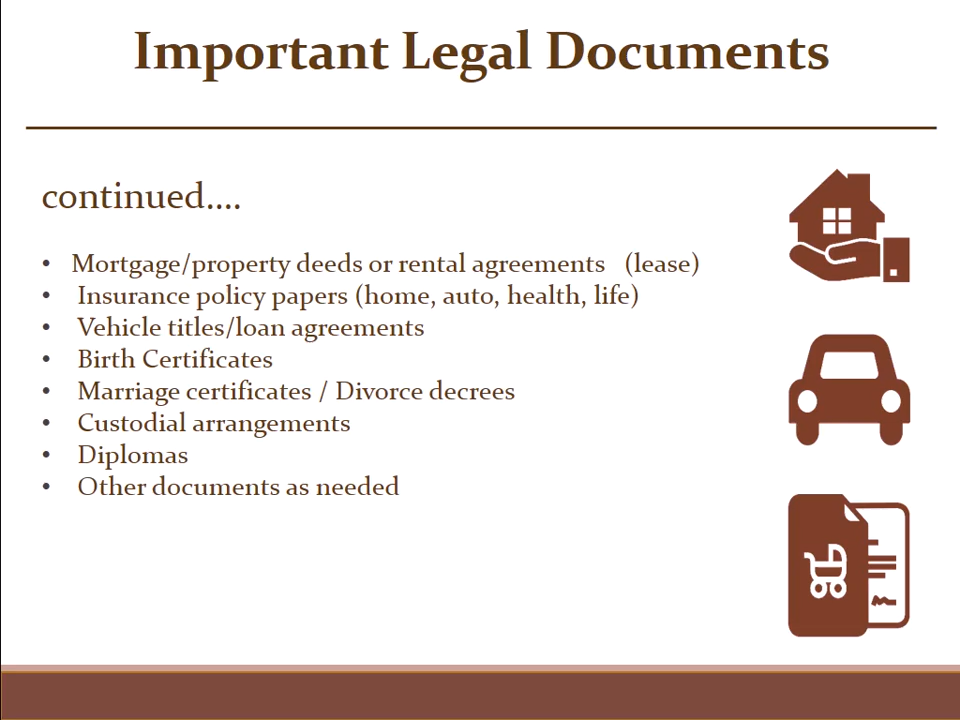 Important Legal Documents
continued....
• Mortgage/property deeds or rental agreements (lease)
• Insurance policy papers (home, auto, health, life)
• Vehicle titles/loan agreements
• Birth Certificates
• Marriage certificates / Divorce decrees
• Custodial arrangements
• Diplomas
• Other documents as needed